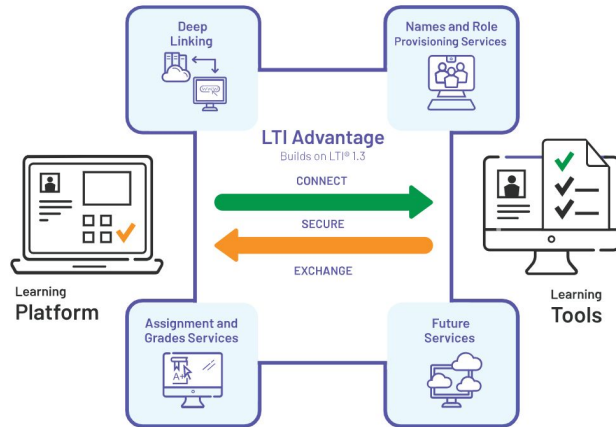 Deep
Linking
Names and Role
Provisioning Services
LTI Advantage
Builds on LTI® 1.3
CONNECT
SECURE
EXCHANGE
Learning
Platform
Learning
Tools
Assignment and
Grades Services
A+
Future
Services